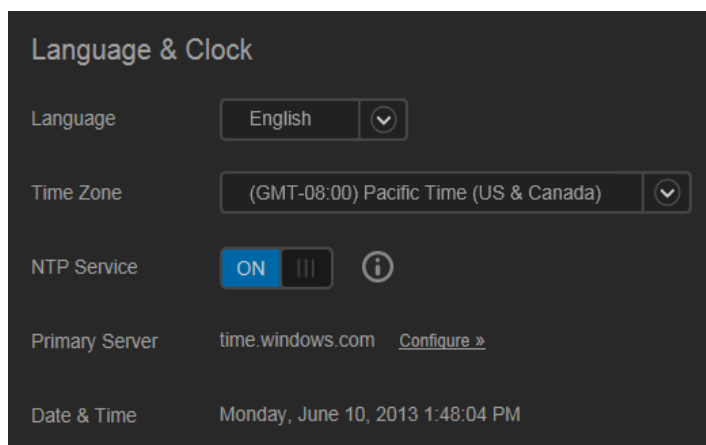 Language & Clock
Language English
Time Zone (GMT-08:00) Pacific Time (US & Canada)
NTP Service ON
Primary Server time.windows.com Configure »
Date & Time Monday, June 10, 2013 1:48:04 PM